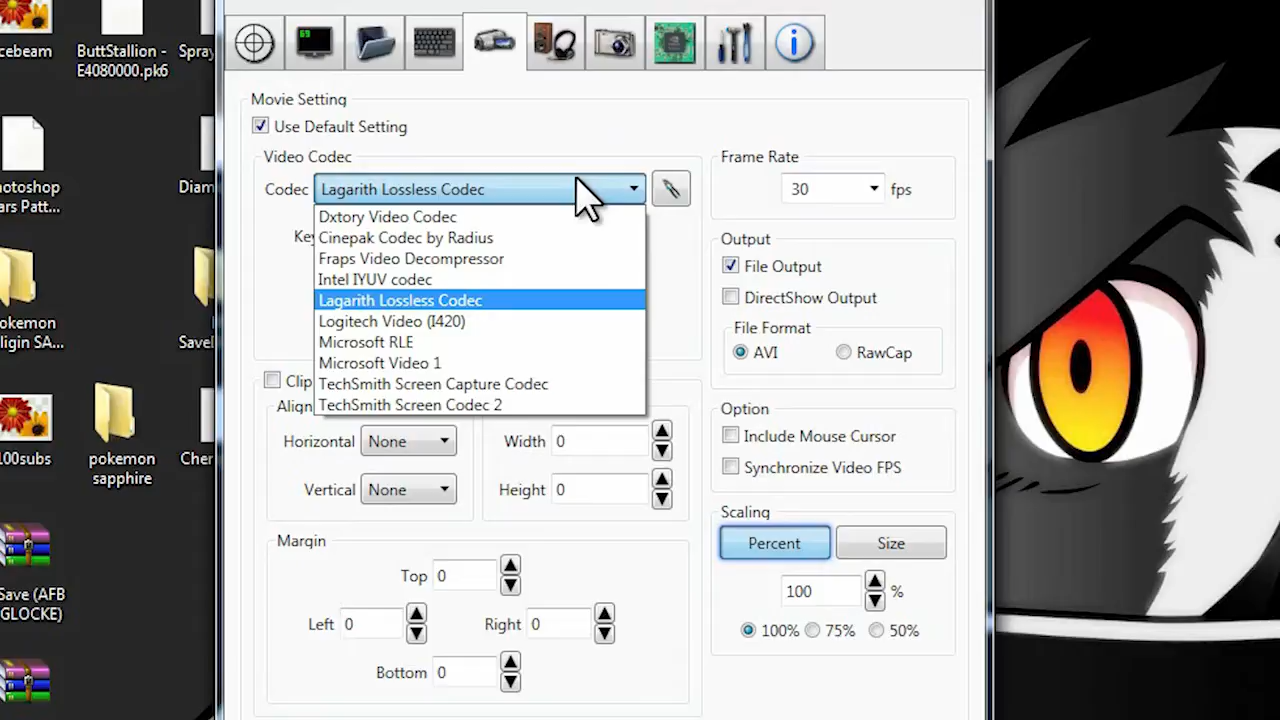 cebeam
ButtStallion -
E4080000.pk6
Spray
hotoshop
ars Patt...
Diam
pokemon
aligin SA...
Savel
100subs
pokemon
sapphire
Cher
Save (AFB
GLOCKE)
69
Movie Setting
Use Default Setting
Video Codec
Codec
Lagarith Lossless Codec
Key
Dxtory Video Codec
Cinepak Codec by Radius
Fraps Video Decompressor
Intel IYUV codec
Lagarith Lossless Codec
Logitech Video (I420)
Microsoft RLE
Microsoft Video 1
TechSmith Screen Capture Codec
TechSmith Screen Codec 2
Clip
Align
Horizontal None
Vertical None
Width 0
Height 0
Margin
Top 0
Left 0
Right 0
Bottom 0
Frame Rate
30 fps
Output
File Output
DirectShow Output
File Format
AVI RawCap
Option
Include Mouse Cursor
Synchronize Video FPS
Scaling
Percent Size
100 %
100% 75% 50%